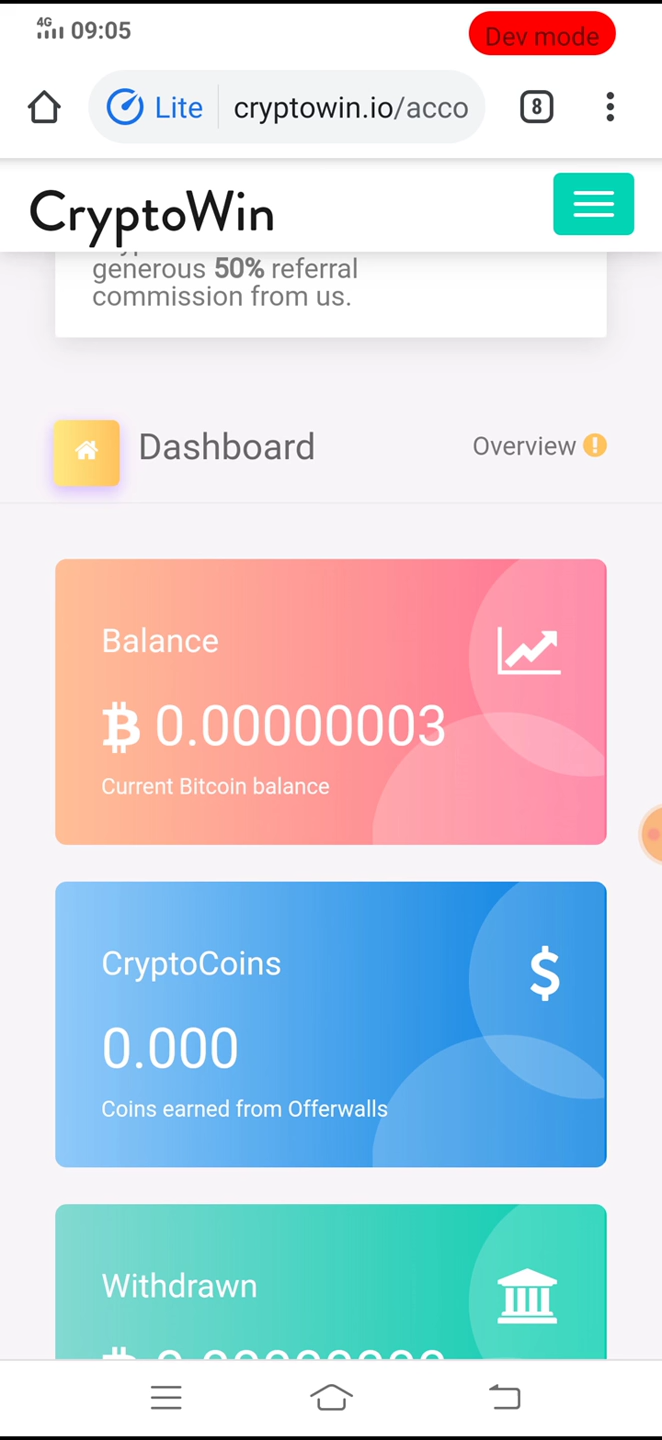 4G 09:05
Dev mode
Lite cryptowin.io/acco 8
CryptoWin
generous 50% referral
commission from us.
Dashboard
Overview
Balance
0.00000003
Current Bitcoin balance
CryptoCoins
$
0.000
Coins earned from Offerwalls
Withdrawn